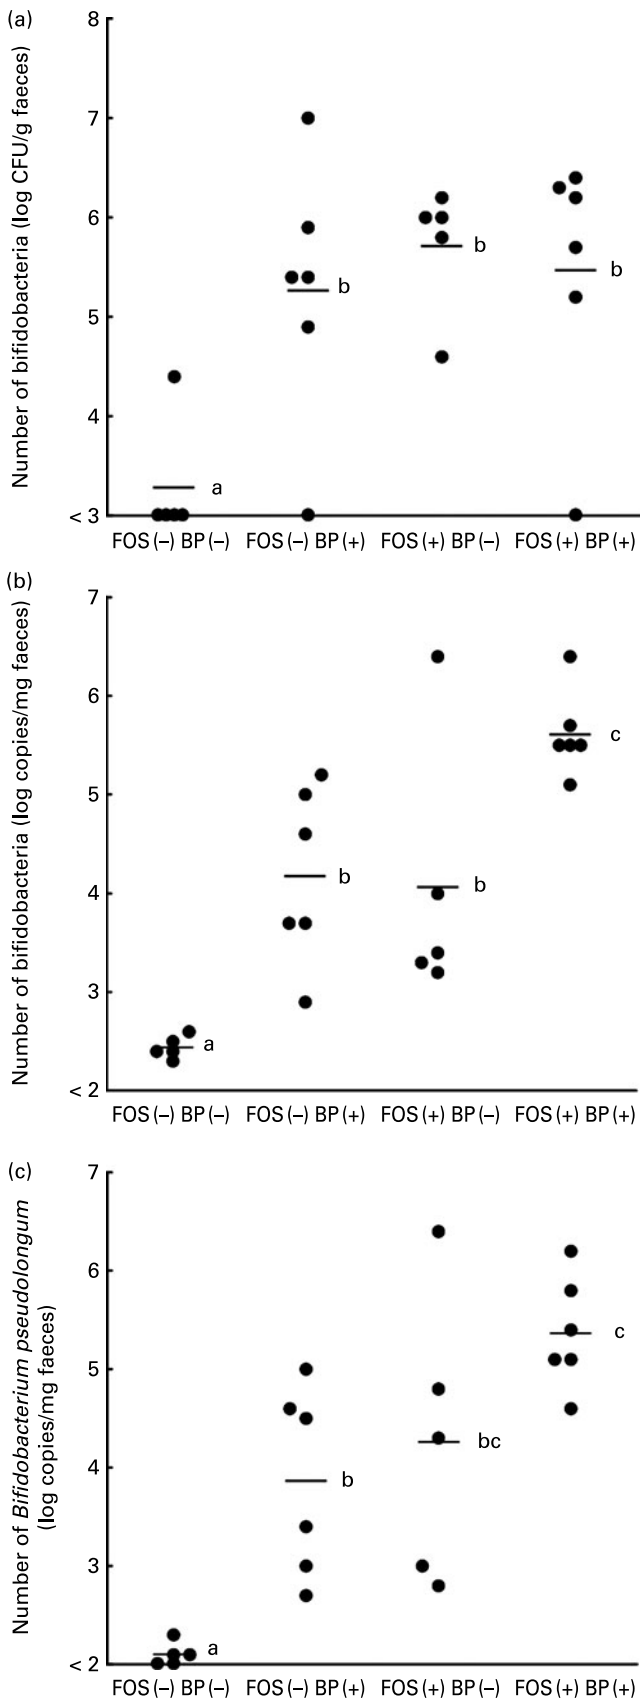 (a)
Number of bifidobacteria (log CFU/g faeces)
8
7
6
5
4
< 3
a
b
b
b
FOS (–) BP (–) FOS (–) BP (+) FOS (+) BP (–) FOS (+) BP (+)
(b)
Number of bifidobacteria (log copies/mg faeces)
7
6
5
4
3
< 2
a
b
b
c
FOS (–) BP (–) FOS (–) BP (+) FOS (+) BP (–) FOS (+) BP (+)
(c)
Number of Bifidobacterium pseudolongum
(log copies/mg faeces)
7
6
5
4
3
< 2
a
b
bc
c
FOS (–) BP (–) FOS (–) BP (+) FOS (+) BP (–) FOS (+) BP (+)